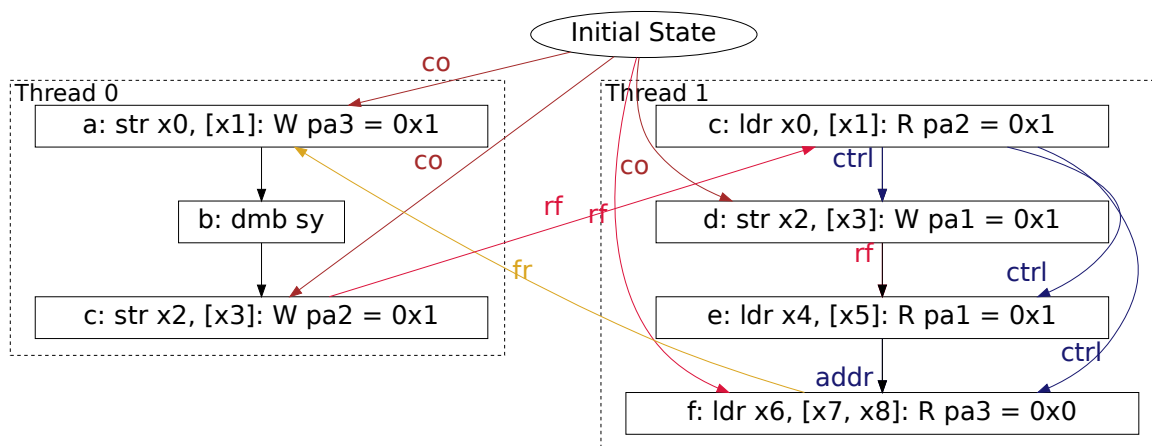 Initial State
co
Thread 0
Thread 1
a: str x0, [x1]: W pa3 = 0x1
c: ldr x0, [x1]: R pa2 = 0x1
co
co
ctrl
rf
rf
b: dmb sy
d: str x2, [x3]: W pa1 = 0x1
fr
rf
ctrl
c: str x2, [x3]: W pa2 = 0x1
e: ldr x4, [x5]: R pa1 = 0x1
addr
ctrl
f: ldr x6, [x7, x8]: R pa3 = 0x0